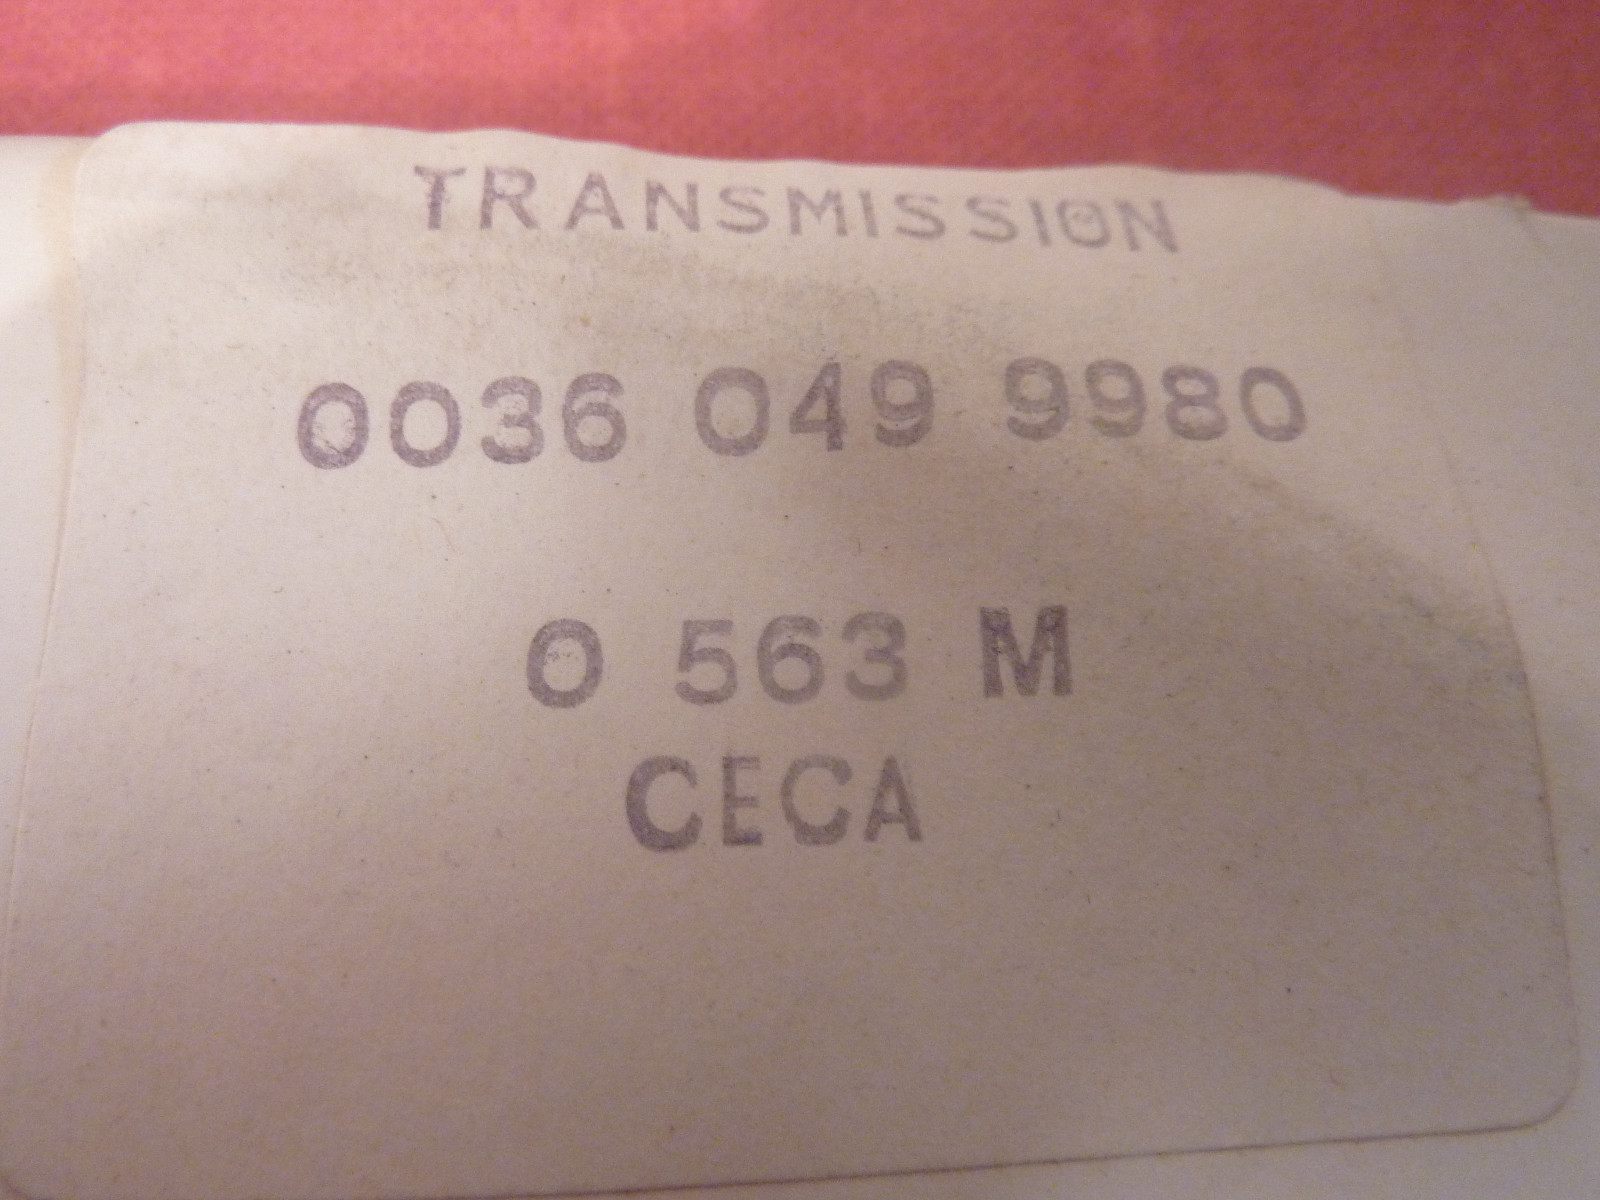 TRANSMISSION
0036 049 9980
0 563 M
CECA